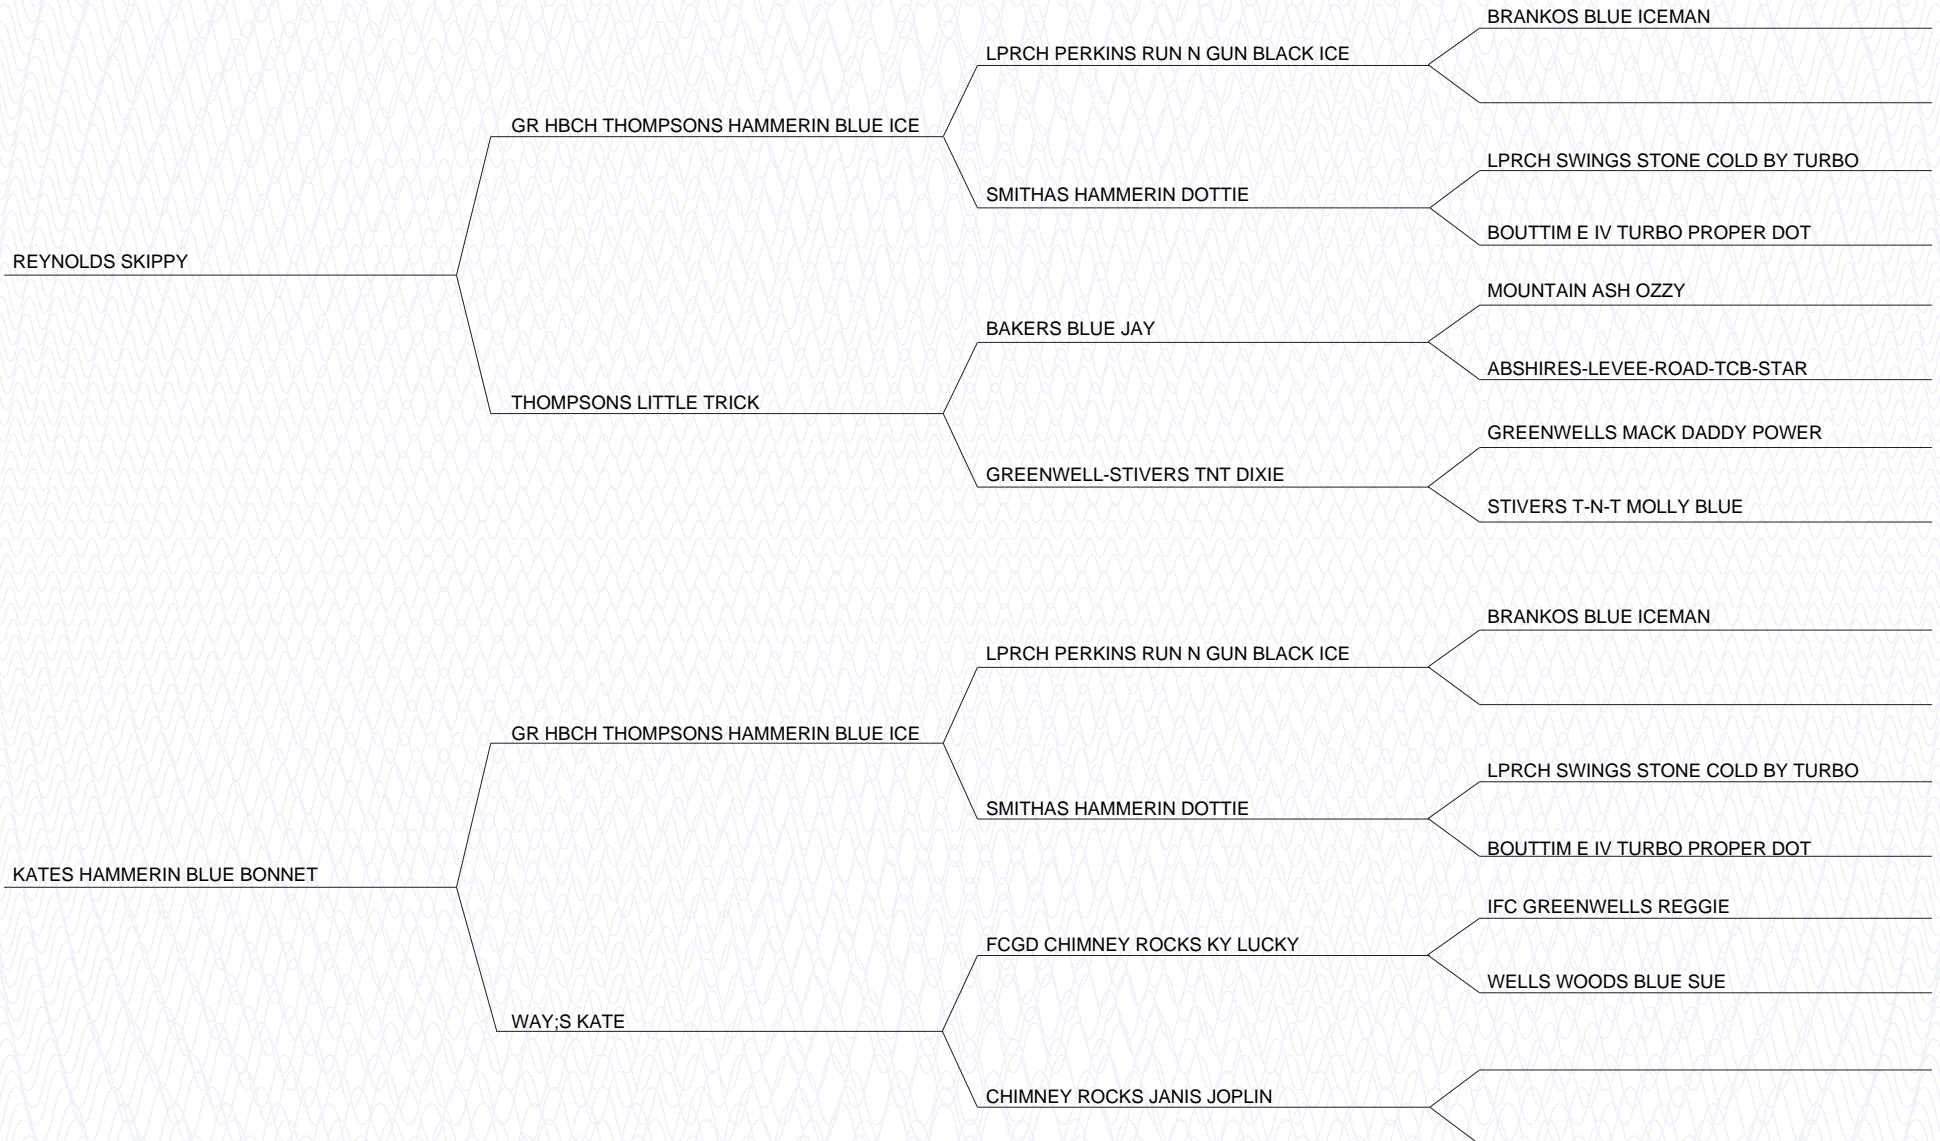 BRANKOS BLUE ICEMAN
LPRCH PERKINS RUN N GUN BLACK ICE
GR HBCH THOMPSONS HAMMERIN BLUE ICE
LPRCH SWINGS STONE COLD BY TURBO
SMITHAS HAMMERIN DOTTIE
BOUTTIM E IV TURBO PROPER DOT
REYNOLDS SKIPPY
MOUNTAIN ASH OZZY
BAKERS BLUE JAY
ABSHIRES-LEVEE-ROAD-TCB-STAR
THOMPSONS LITTLE TRICK
GREENWELLS MACK DADDY POWER
GREENWELL-STIVERS TNT DIXIE
STIVERS T-N-T MOLLY BLUE
BRANKOS BLUE ICEMAN
LPRCH PERKINS RUN N GUN BLACK ICE
GR HBCH THOMPSONS HAMMERIN BLUE ICE
LPRCH SWINGS STONE COLD BY TURBO
SMITHAS HAMMERIN DOTTIE
BOUTTIM E IV TURBO PROPER DOT
KATES HAMMERIN BLUE BONNET
IFC GREENWELLS REGGIE
FCGD CHIMNEY ROCKS KY LUCKY
WELLS WOODS BLUE SUE
WAY;S KATE
CHIMNEY ROCKS JANIS JOPLIN